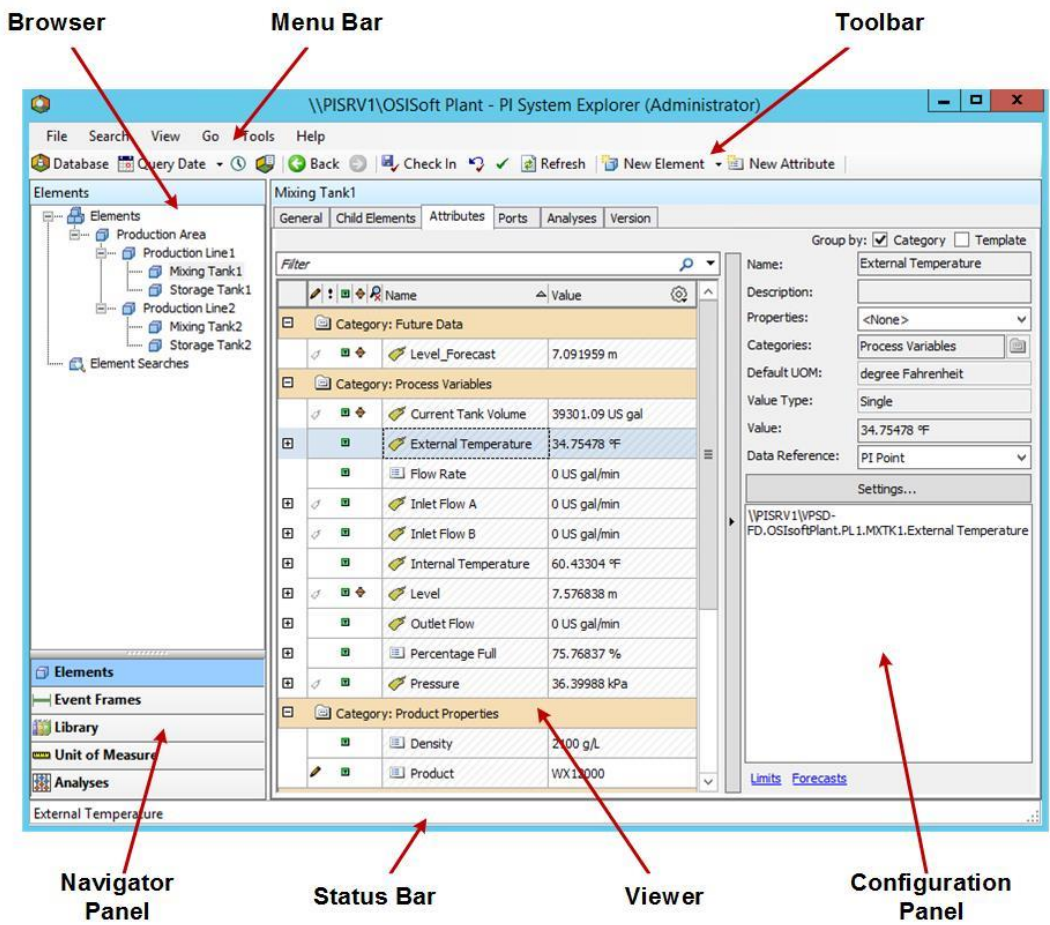 Browser
Menu Bar
Toolbar
\\PISRV1\OSISoft Plant - PI System Explorer (Administrator)
File Search View Go Tools Help
Database Query Date Back Check In Refresh New Element New Attribute
Elements
Elements
Production Area
Production Line1
Mixing Tank1
Storage Tank1
Production Line2
Mixing Tank2
Storage Tank2
Element Searches
Elements
Event Frames
Library
Unit of Measure
Analyses
Mixing Tank1
General Child Elements Attributes Ports Analyses Version
Group by: Category Template
Filter
Name Value
Category: Future Data
Level_Forecast 7.091959 m
Category: Process Variables
Current Tank Volume 39301.09 US gal
External Temperature 34.75478 °F
Flow Rate 0 US gal/min
Inlet Flow A 0 US gal/min
Inlet Flow B 0 US gal/min
Internal Temperature 60.43304 °F
Level 7.576838 m
Outlet Flow 0 US gal/min
Percentage Full 75.76837 %
Pressure 36.39988 kPa
Category: Product Properties
Density 2100 g/L
Product WX12000
Name: External Temperature
Description:
Properties: <None>
Categories: Process Variables
Default UOM: degree Fahrenheit
Value Type: Single
Value: 34.75478 °F
Data Reference: PI Point
Settings...
\\PISRV1\VPSD-
FD.OSIsoftPlant.PL1.MXTK1.External Temperature
Limits Forecasts
External Temperature
Navigator
Panel
Status Bar
Viewer
Configuration
Panel